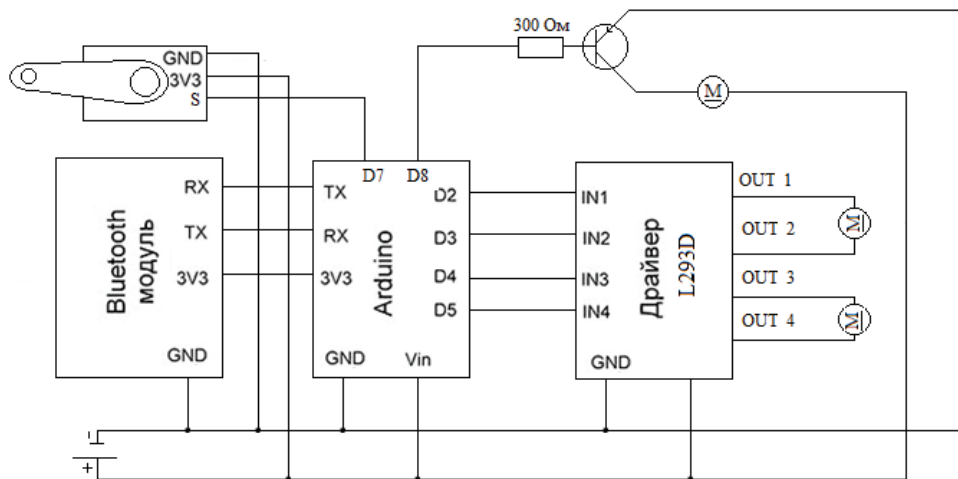 300 Ом
GND
3V3
S
M
D7
D8
RX
TX
3V3
GND
Bluetooth
модуль
TX
RX
3V3
GND
Vin
D2
D3
D4
D5
Arduino
IN1
IN2
IN3
IN4
GND
Драйвер
L293D
OUT 1
OUT 2
OUT 3
OUT 4
M
M
-
+